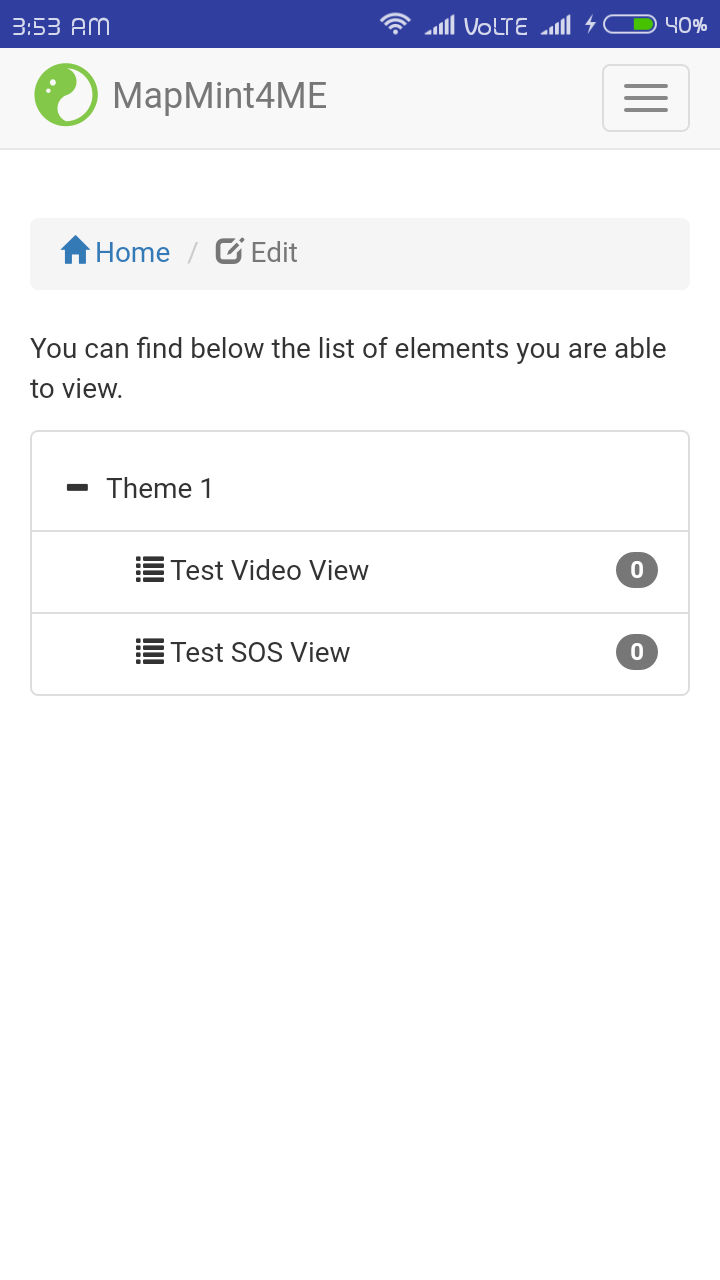 3:53 AM VoLTE 40%
MapMint4ME
Home / Edit
You can find below the list of elements you are able
to view.
Theme 1
Test Video View 0
Test SOS View 0